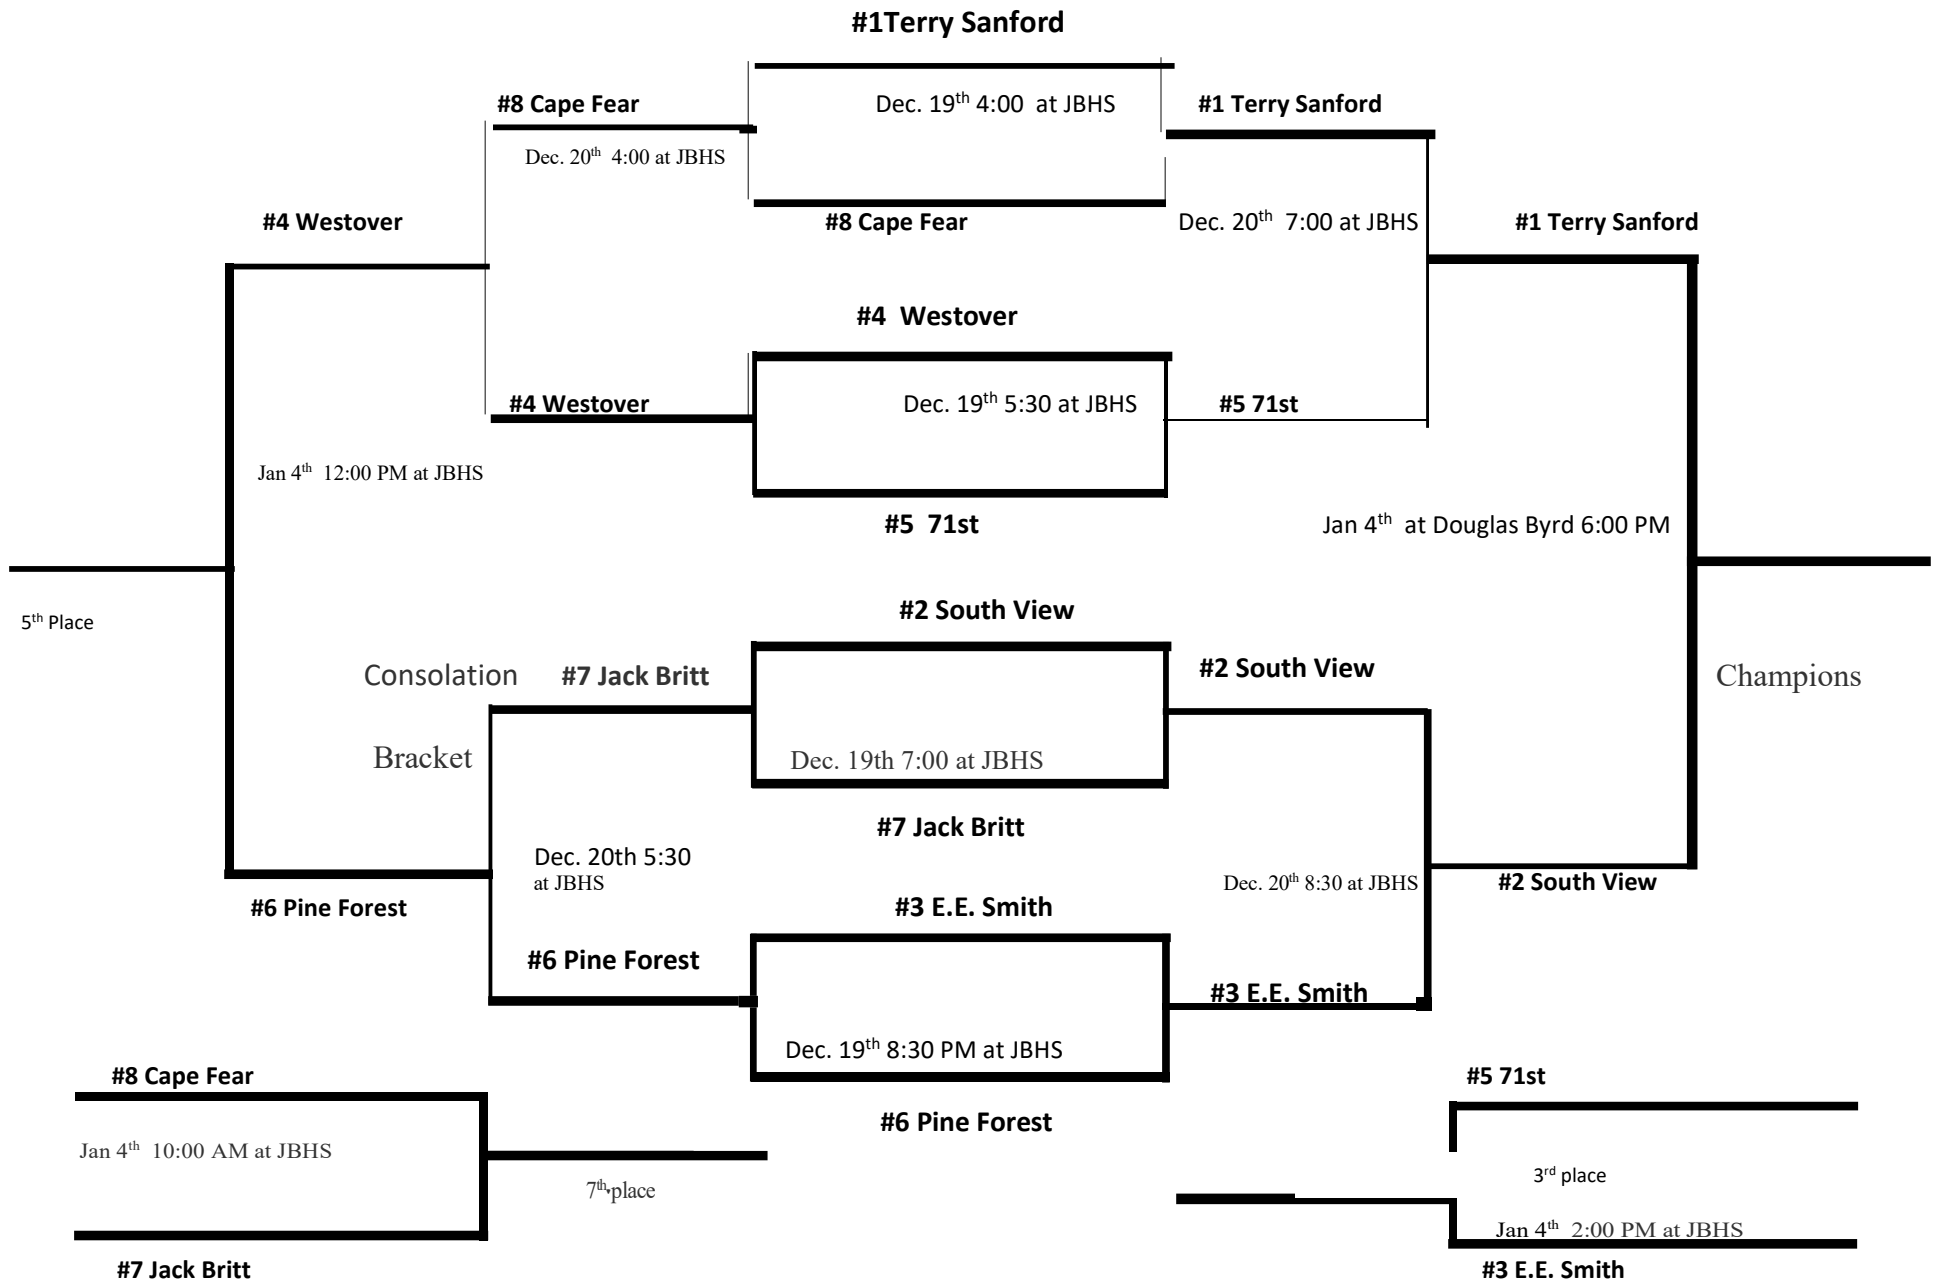 #1Terry Sanford
#8 Cape Fear
Dec. 19th 4:00 at JBHS
#1 Terry Sanford
Dec. 20th 4:00 at JBHS
#4 Westover
#8 Cape Fear
Dec. 20th 7:00 at JBHS
#1 Terry Sanford
#4 Westover
#4 Westover
Dec. 19th 5:30 at JBHS
#5 71st
Jan 4th 12:00 PM at JBHS
#5 71st
Jan 4th at Douglas Byrd 6:00 PM
5th Place
#2 South View
Consolation
#7 Jack Britt
#2 South View
Champions
Bracket
Dec. 19th 7:00 at JBHS
#7 Jack Britt
Dec. 20th 5:30
at JBHS
Dec. 20th 8:30 at JBHS
#2 South View
#6 Pine Forest
#3 E.E. Smith
#6 Pine Forest
#3 E.E. Smith
Dec. 19th 8:30 PM at JBHS
#8 Cape Fear
#5 71st
#6 Pine Forest
Jan 4th 10:00 AM at JBHS
3rd place
7th place
Jan 4th 2:00 PM at JBHS
#7 Jack Britt
#3 E.E. Smith